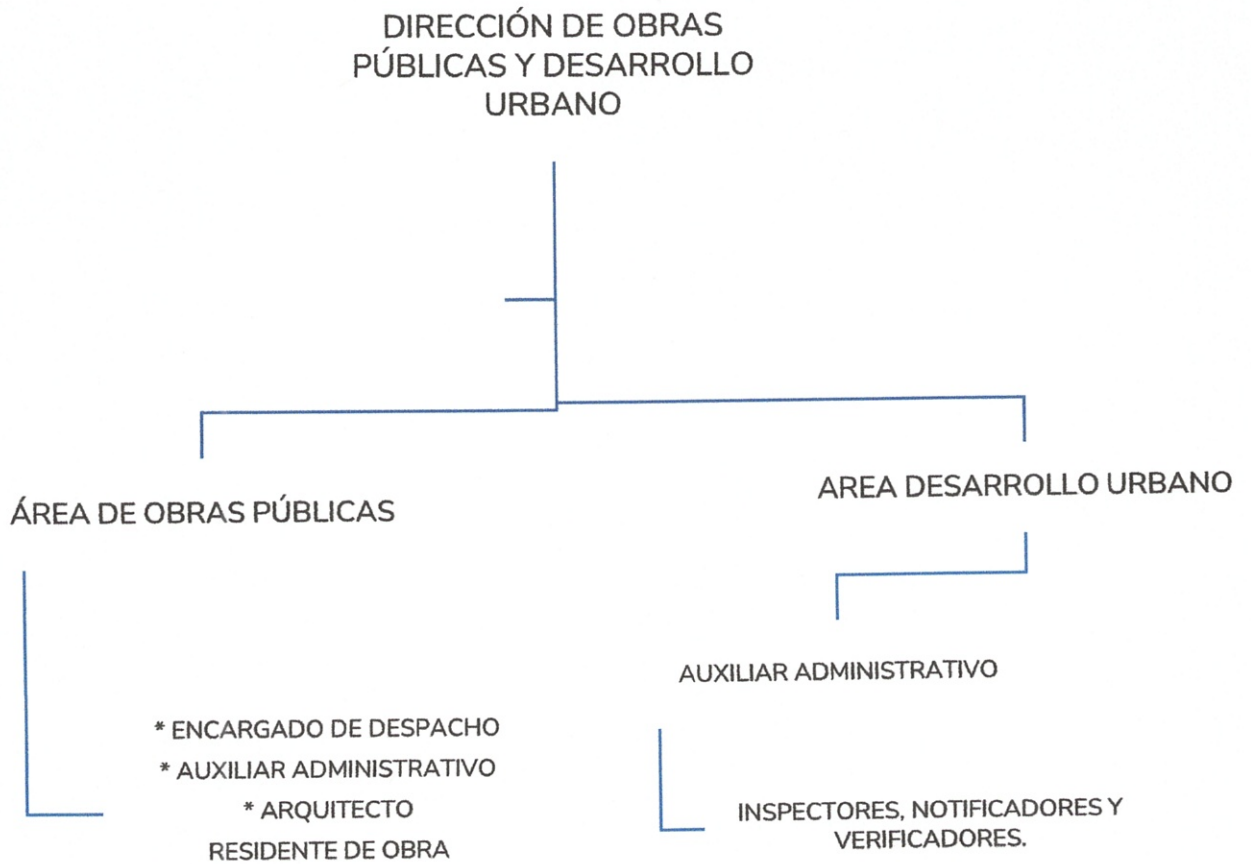 DIRECCIÓN DE OBRAS
PÚBLICAS Y DESARROLLO
URBANO
ÁREA DE OBRAS PÚBLICAS
* ENCARGADO DE DESPACHO
* AUXILIAR ADMINISTRATIVO
* ARQUITECTO
RESIDENTE DE OBRA
AREA DESARROLLO URBANO
AUXILIAR ADMINISTRATIVO
INSPECTORES, NOTIFICADORES Y
VERIFICADORES.